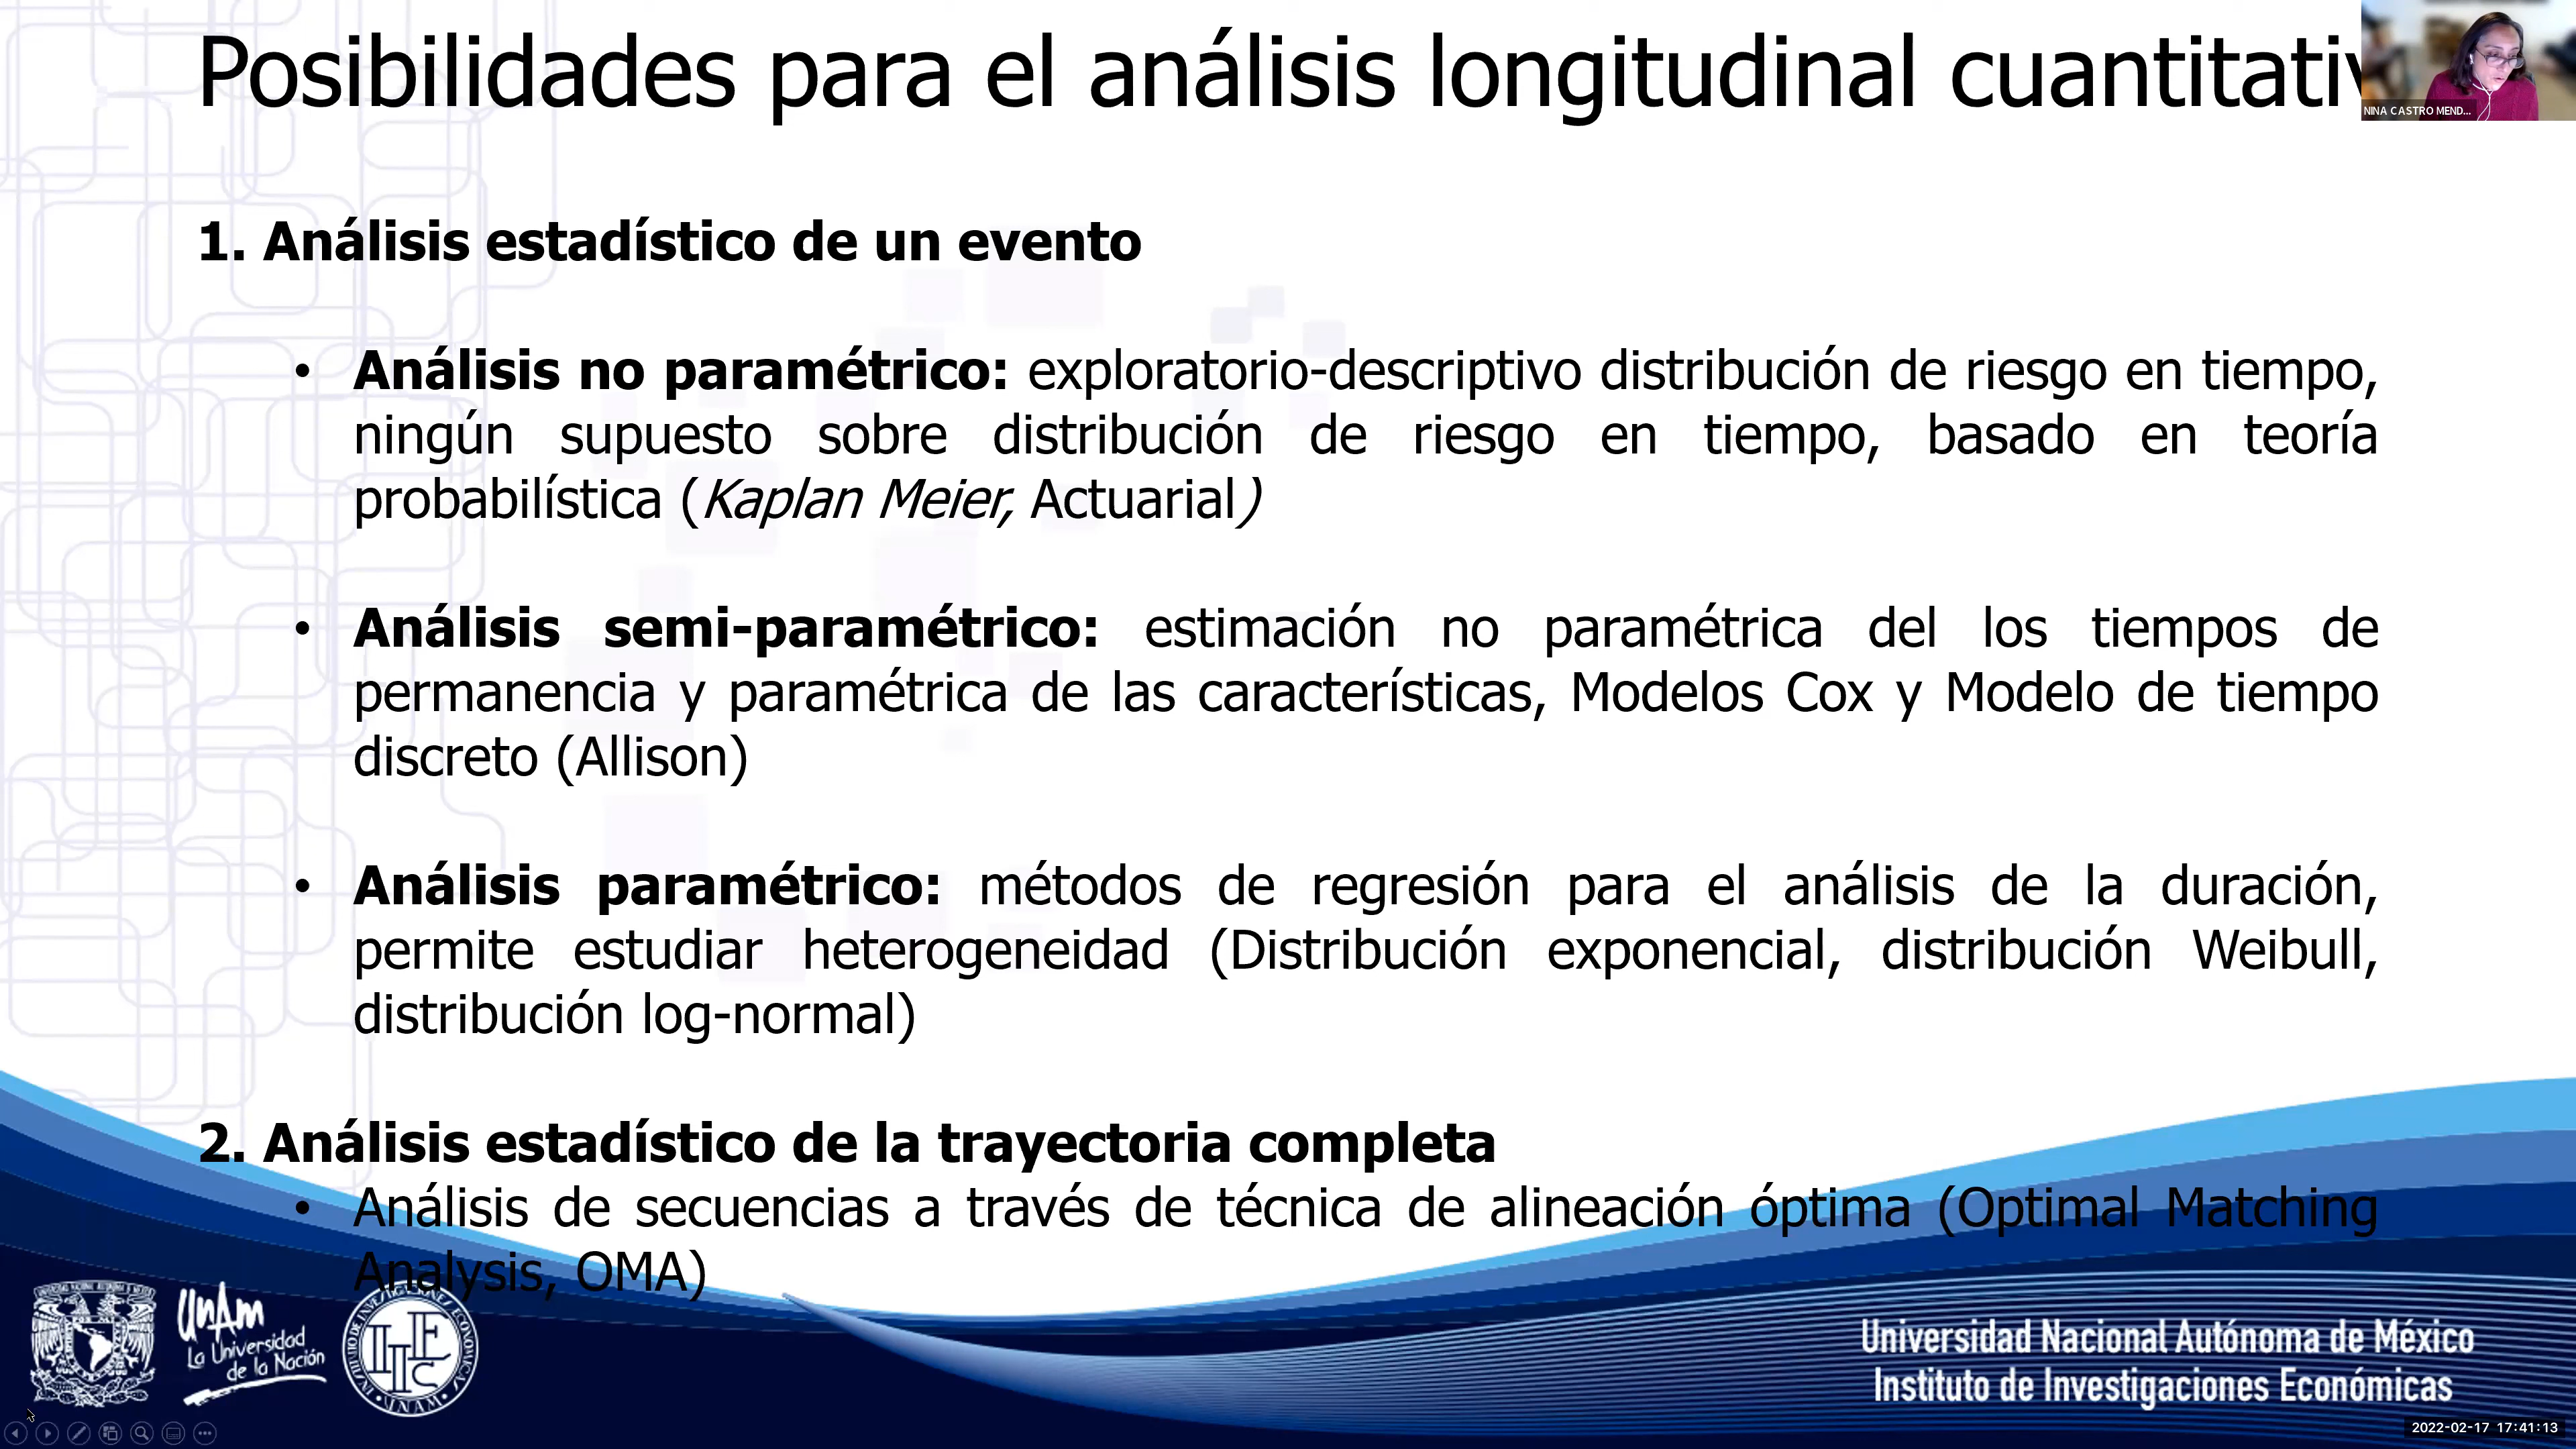 Posibilidades para el análisis longitudinal cuantitativ
NINA CASTRO MEND...
1. Análisis estadístico de un evento
• Análisis no paramétrico: exploratorio-descriptivo distribución de riesgo en tiempo,
ningún supuesto sobre distribución de riesgo en tiempo, basado en teoría
probabilística (Kaplan Meier, Actuarial)
• Análisis semi-paramétrico: estimación no paramétrica del los tiempos de
permanencia y paramétrica de las características, Modelos Cox y Modelo de tiempo
discreto (Allison)
• Análisis paramétrico: métodos de regresión para el análisis de la duración,
permite estudiar heterogeneidad (Distribución exponencial, distribución Weibull,
distribución log-normal)
2. Análisis estadístico de la trayectoria completa
• Análisis de secuencias a través de técnica de alineación óptima (Optimal Matching
Analysis, OMA)
UNAM
La Universidad
de la Nación
INSTITUTO DE INVESTIGACIONES ECONOMICAS
IIEc
U.N.A.M.
Universidad Nacional Autónoma de México
Instituto de Investigaciones Económicas
2022-02-17 17:41:13